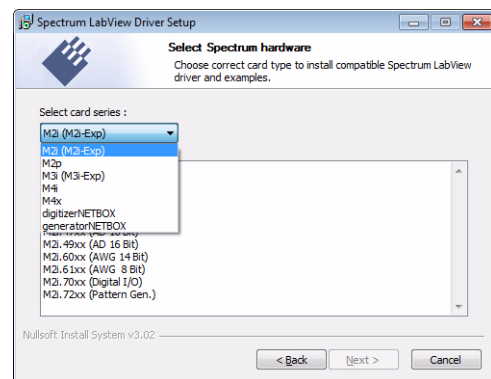 Spectrum LabView Driver Setup
Select Spectrum hardware
Choose correct card type to install compatible Spectrum LabView
driver and examples.
Select card series :
M2i (M2i-Exp)
M2i (M2i-Exp)
M2p
M3i (M3i-Exp)
M4i
M4x
digitizerNETBOX
generatorNETBOX
(AD 16 Bit)
M2i.49xx (AD 16 Bit)
M2i.60xx (AWG 14 Bit)
M2i.61xx (AWG 8 Bit)
M2i.70xx (Digital I/O)
M2i.72xx (Pattern Gen.)
Nullsoft Install System v3.02
< Back
Next >
Cancel